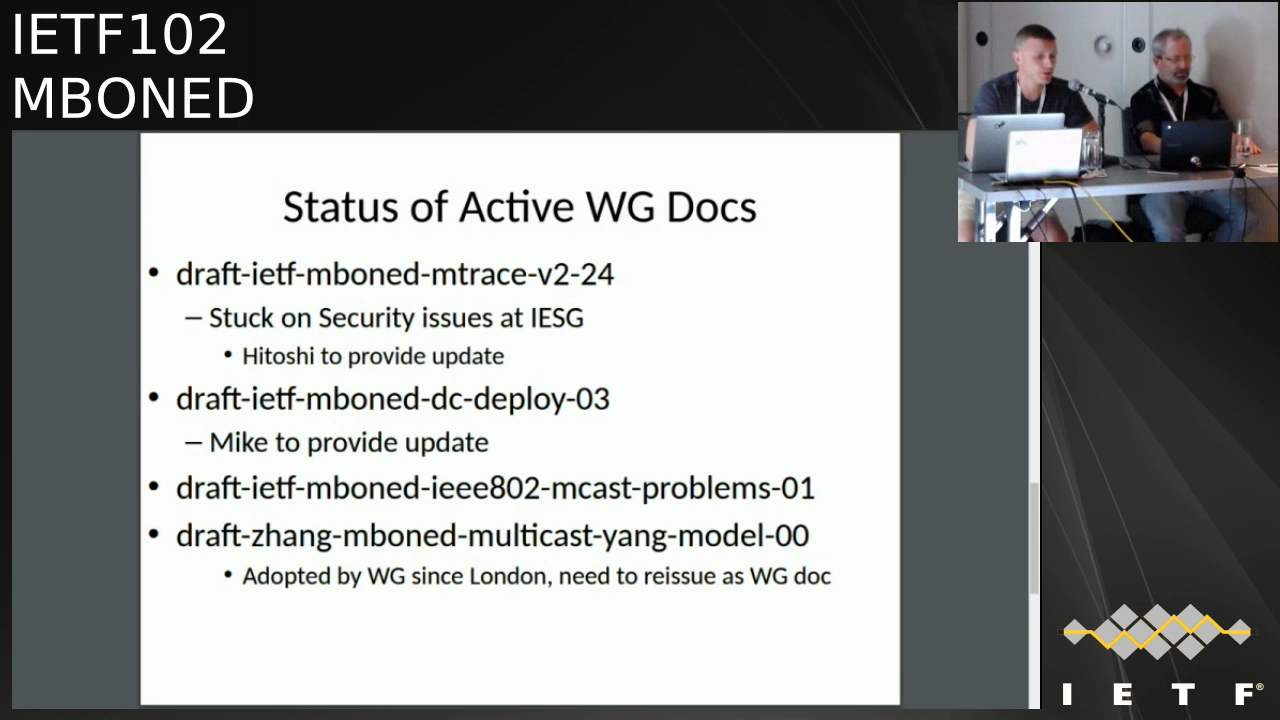 IETF102
MBONED
Status of Active WG Docs
• draft-ietf-mboned-mtrace-v2-24
– Stuck on Security issues at IESG
• Hitoshi to provide update
• draft-ietf-mboned-dc-deploy-03
– Mike to provide update
• draft-ietf-mboned-ieee802-mcast-problems-01
• draft-zhang-mboned-multicast-yang-model-00
• Adopted by WG since London, need to reissue as WG doc
I E T F®